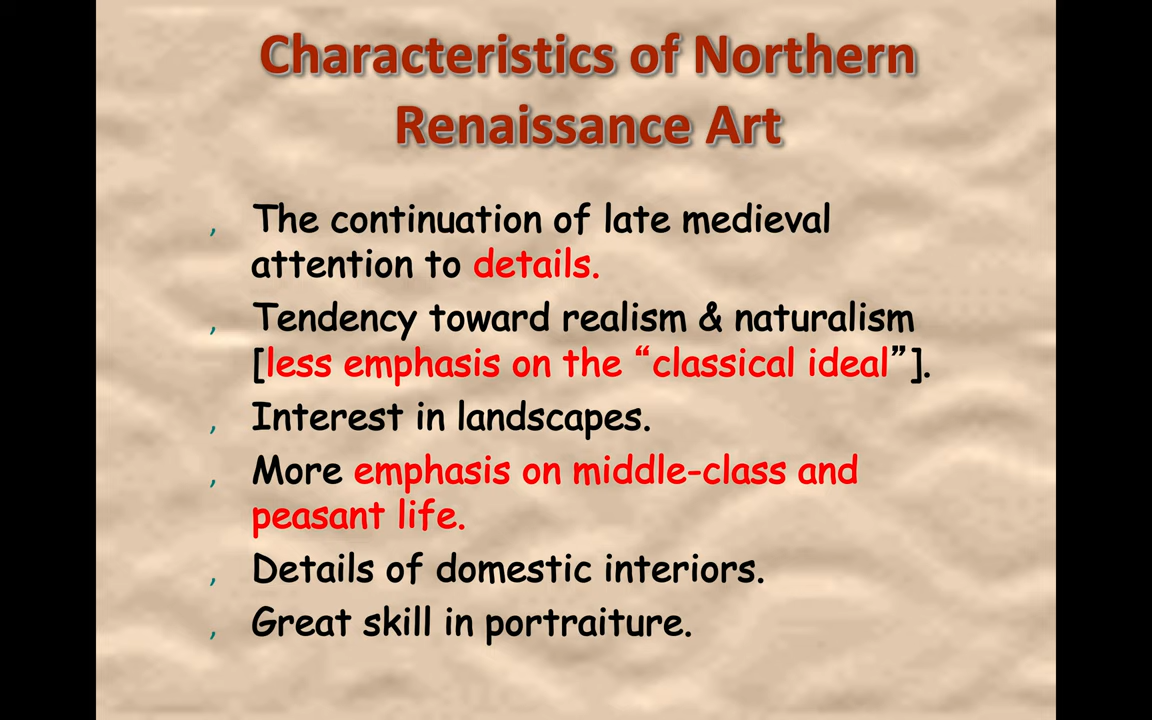 Characteristics of Northern
Renaissance Art
, The continuation of late medieval
attention to details.
, Tendency toward realism & naturalism
[less emphasis on the “classical ideal”].
, Interest in landscapes.
, More emphasis on middle-class and
peasant life.
, Details of domestic interiors.
, Great skill in portraiture.